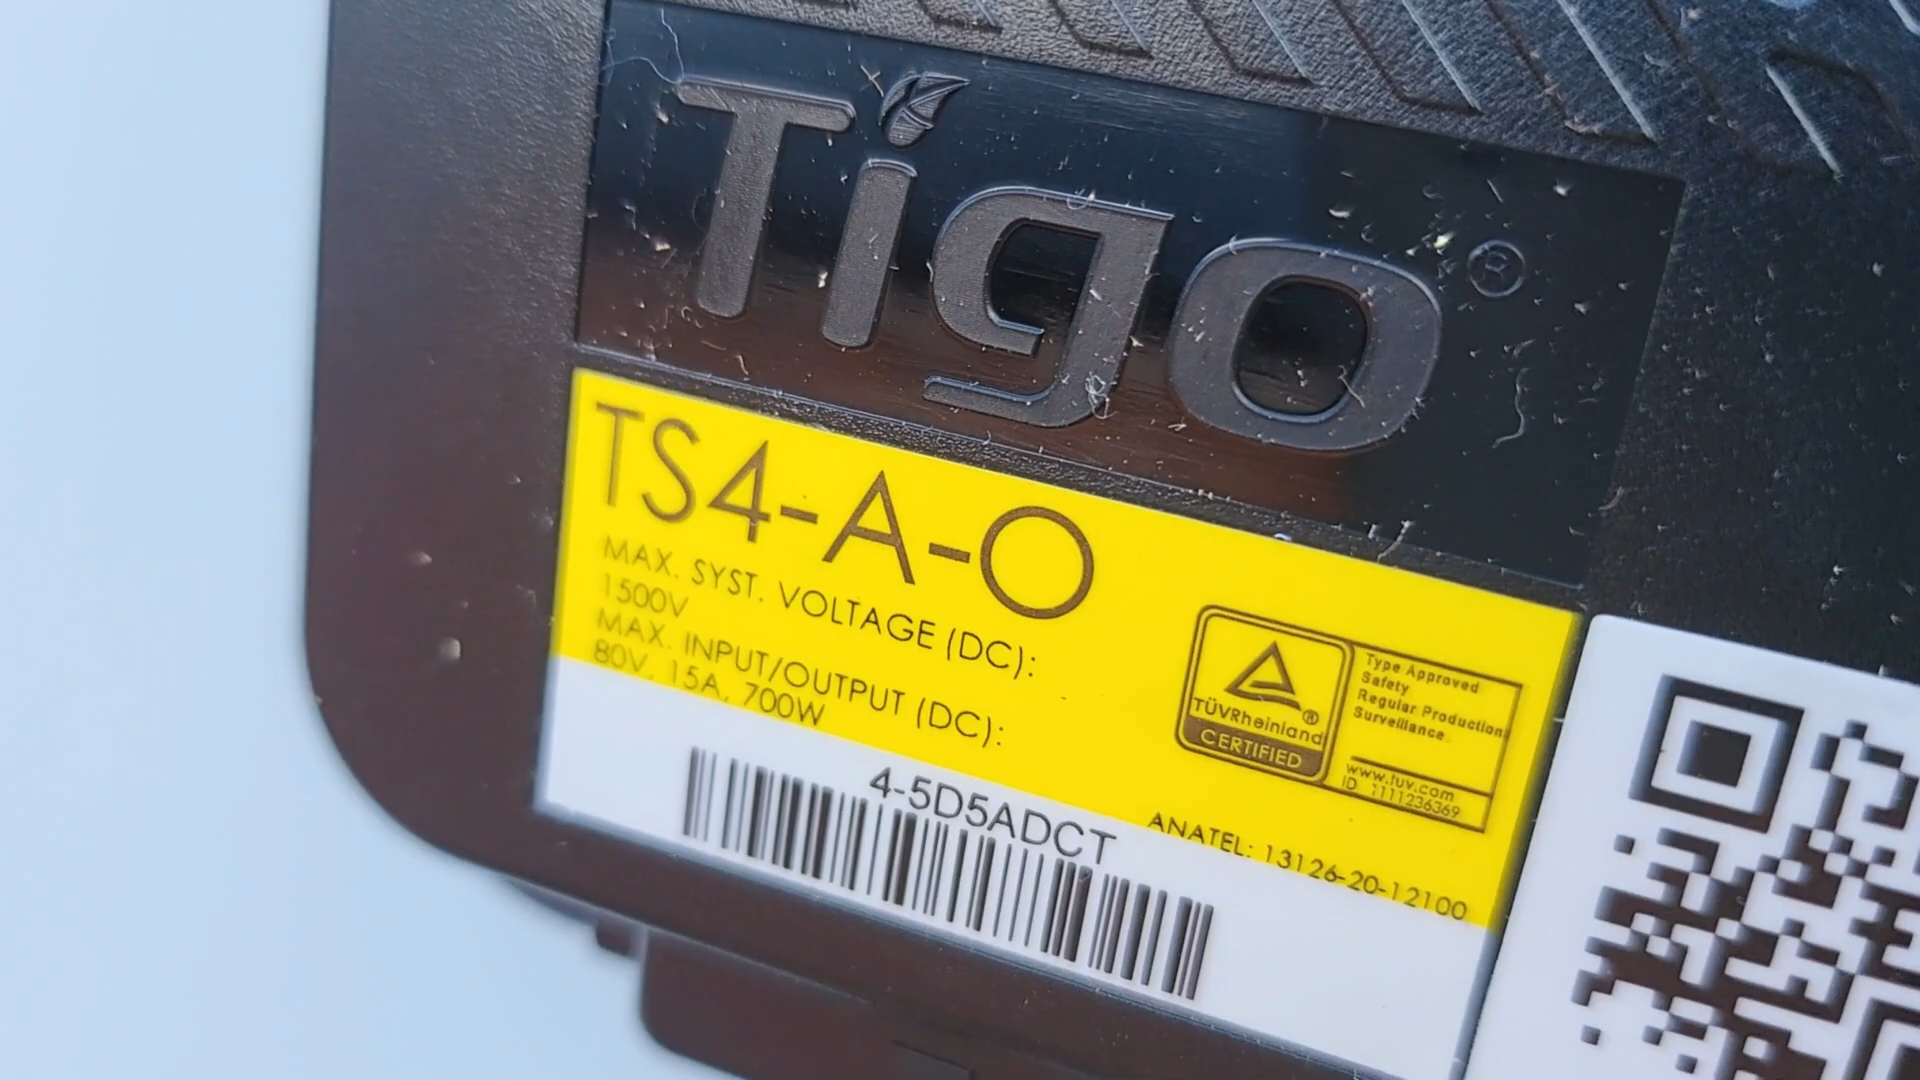 Tigo®
TS4-A-O
MAX. SYST. VOLTAGE (DC):
1500V
MAX. INPUT/OUTPUT (DC):
80V, 15A, 700W
TÜVRheinland®
CERTIFIED
Type Approved
Safety
Regular Production
Surveillance
www.tuv.com
ID 1111236369
4-5D5ADCT
ANATEL: 13126-20-12100